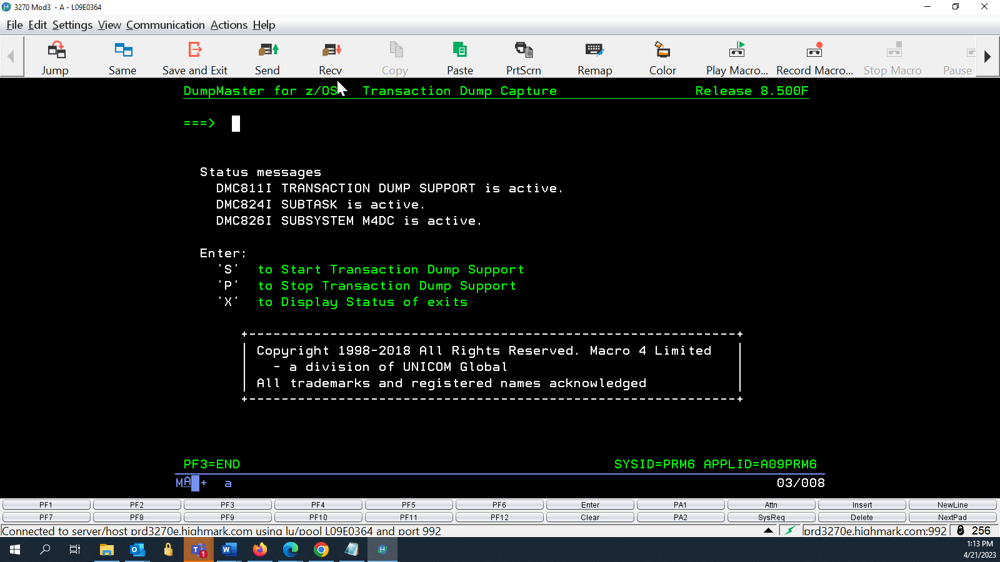 3270 Mod3 - A - L09E0364
File Edit Settings View Communication Actions Help
Jump Same Save and Exit Send Recv Copy Paste PrtScrn Remap Color Play Macro... Record Macro... Stop Macro Pause
DumpMaster for z/OS Transaction Dump Capture Release 8.500F
===>
Status messages
DMC811I TRANSACTION DUMP SUPPORT is active.
DMC824I SUBTASK is active.
DMC826I SUBSYSTEM M4DC is active.
Enter:
'S' to Start Transaction Dump Support
'P' to Stop Transaction Dump Support
'X' to Display Status of exits
Copyright 1998-2018 All Rights Reserved. Macro 4 Limited
- a division of UNICOM Global
All trademarks and registered names acknowledged
PF3=END SYSID=PRM6 APPLID=A09PRM6
MA + a 03/008
PF1 PF2 PF3 PF4 PF5 PF6 Enter PA1 Attn Insert NewLine
PF7 PF8 PF9 PF10 PF11 PF12 Clear PA2 SysReq Delete NextPad
Connected to server/host prd3270e.highmark.com using lu/pool L09E0364 and port 992 prd3270e.highmark.com:992 256
1:13 PM
4/21/2023